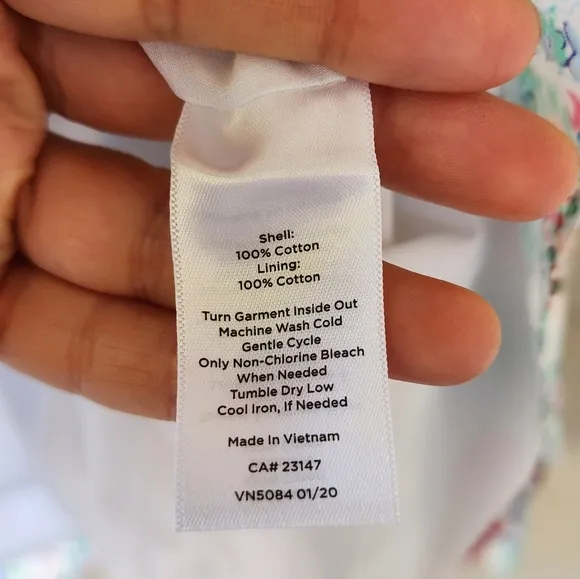 Shell:
100% Cotton
Lining:
100% Cotton
Turn Garment Inside Out
Machine Wash Cold
Gentle Cycle
Only Non-Chlorine Bleach
When Needed
Tumble Dry Low
Cool Iron, If Needed
Made In Vietnam
CA# 23147
VN5084 01/20